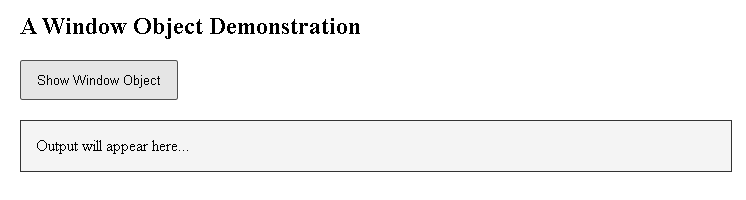 A Window Object Demonstration
Show Window Object
Output will appear here...